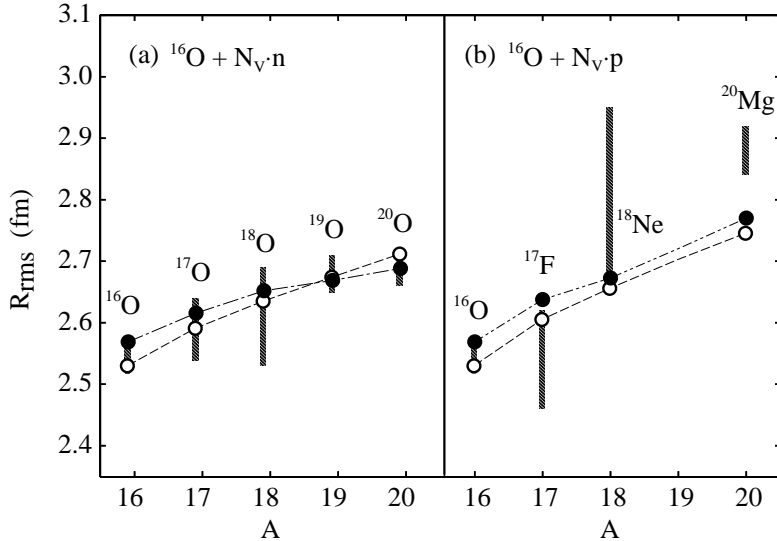 (a) ¹⁶O + N_V·n
(b) ¹⁶O + N_V·p
R_rms (fm)
3.1
3.0
2.9
2.8
2.7
2.6
2.5
2.4
¹⁶O
¹⁷O
¹⁸O
¹⁹O
²⁰O
¹⁶O
¹⁷F
¹⁸Ne
²⁰Mg
16 17 18 19 20
16 17 18 19 20
A
A